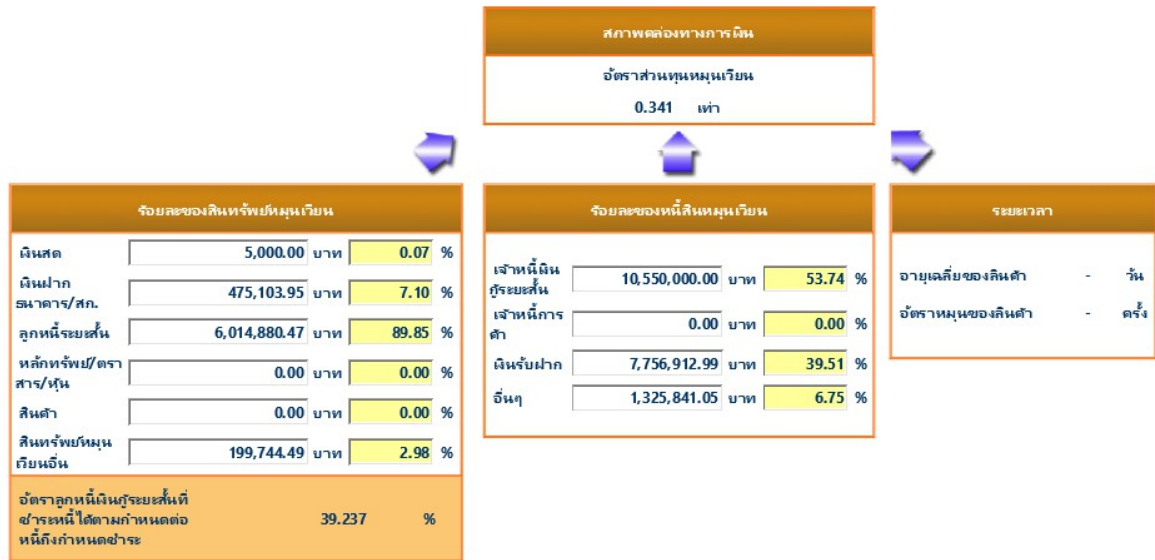 สภาพคล่องทางการเงิน
อัตราส่วนทุนหมุนเวียน
0.341 เท่า
ร้อยละของสินทรัพย์หมุนเวียน
เงินสด 5,000.00 บาท 0.07 %
เงินฝาก
ธนาคาร/สก. 475,103.95 บาท 7.10 %
ลูกหนี้ระยะสั้น 6,014,880.47 บาท 89.85 %
หลักทรัพย์/ตรา
สาร/หุ้น 0.00 บาท 0.00 %
สินค้า 0.00 บาท 0.00 %
สินทรัพย์หมุน
เวียนอื่น 199,744.49 บาท 2.98 %
อัตราลูกหนี้เงินกู้ระยะสั้นที่
ชำระหนี้ได้ตามกำหนดต่อ 39.237 %
หนี้ถึงกำหนดชำระ
ร้อยละของหนี้สินหมุนเวียน
เจ้าหนี้เงิน
กู้ระยะสั้น 10,550,000.00 บาท 53.74 %
เจ้าหนี้การ
ค้า 0.00 บาท 0.00 %
เงินรับฝาก 7,756,912.99 บาท 39.51 %
อื่นๆ 1,325,841.05 บาท 6.75 %
ระยะเวลา
อายุเฉลี่ยของสินค้า - วัน
อัตราหมุนของสินค้า - ครั้ง